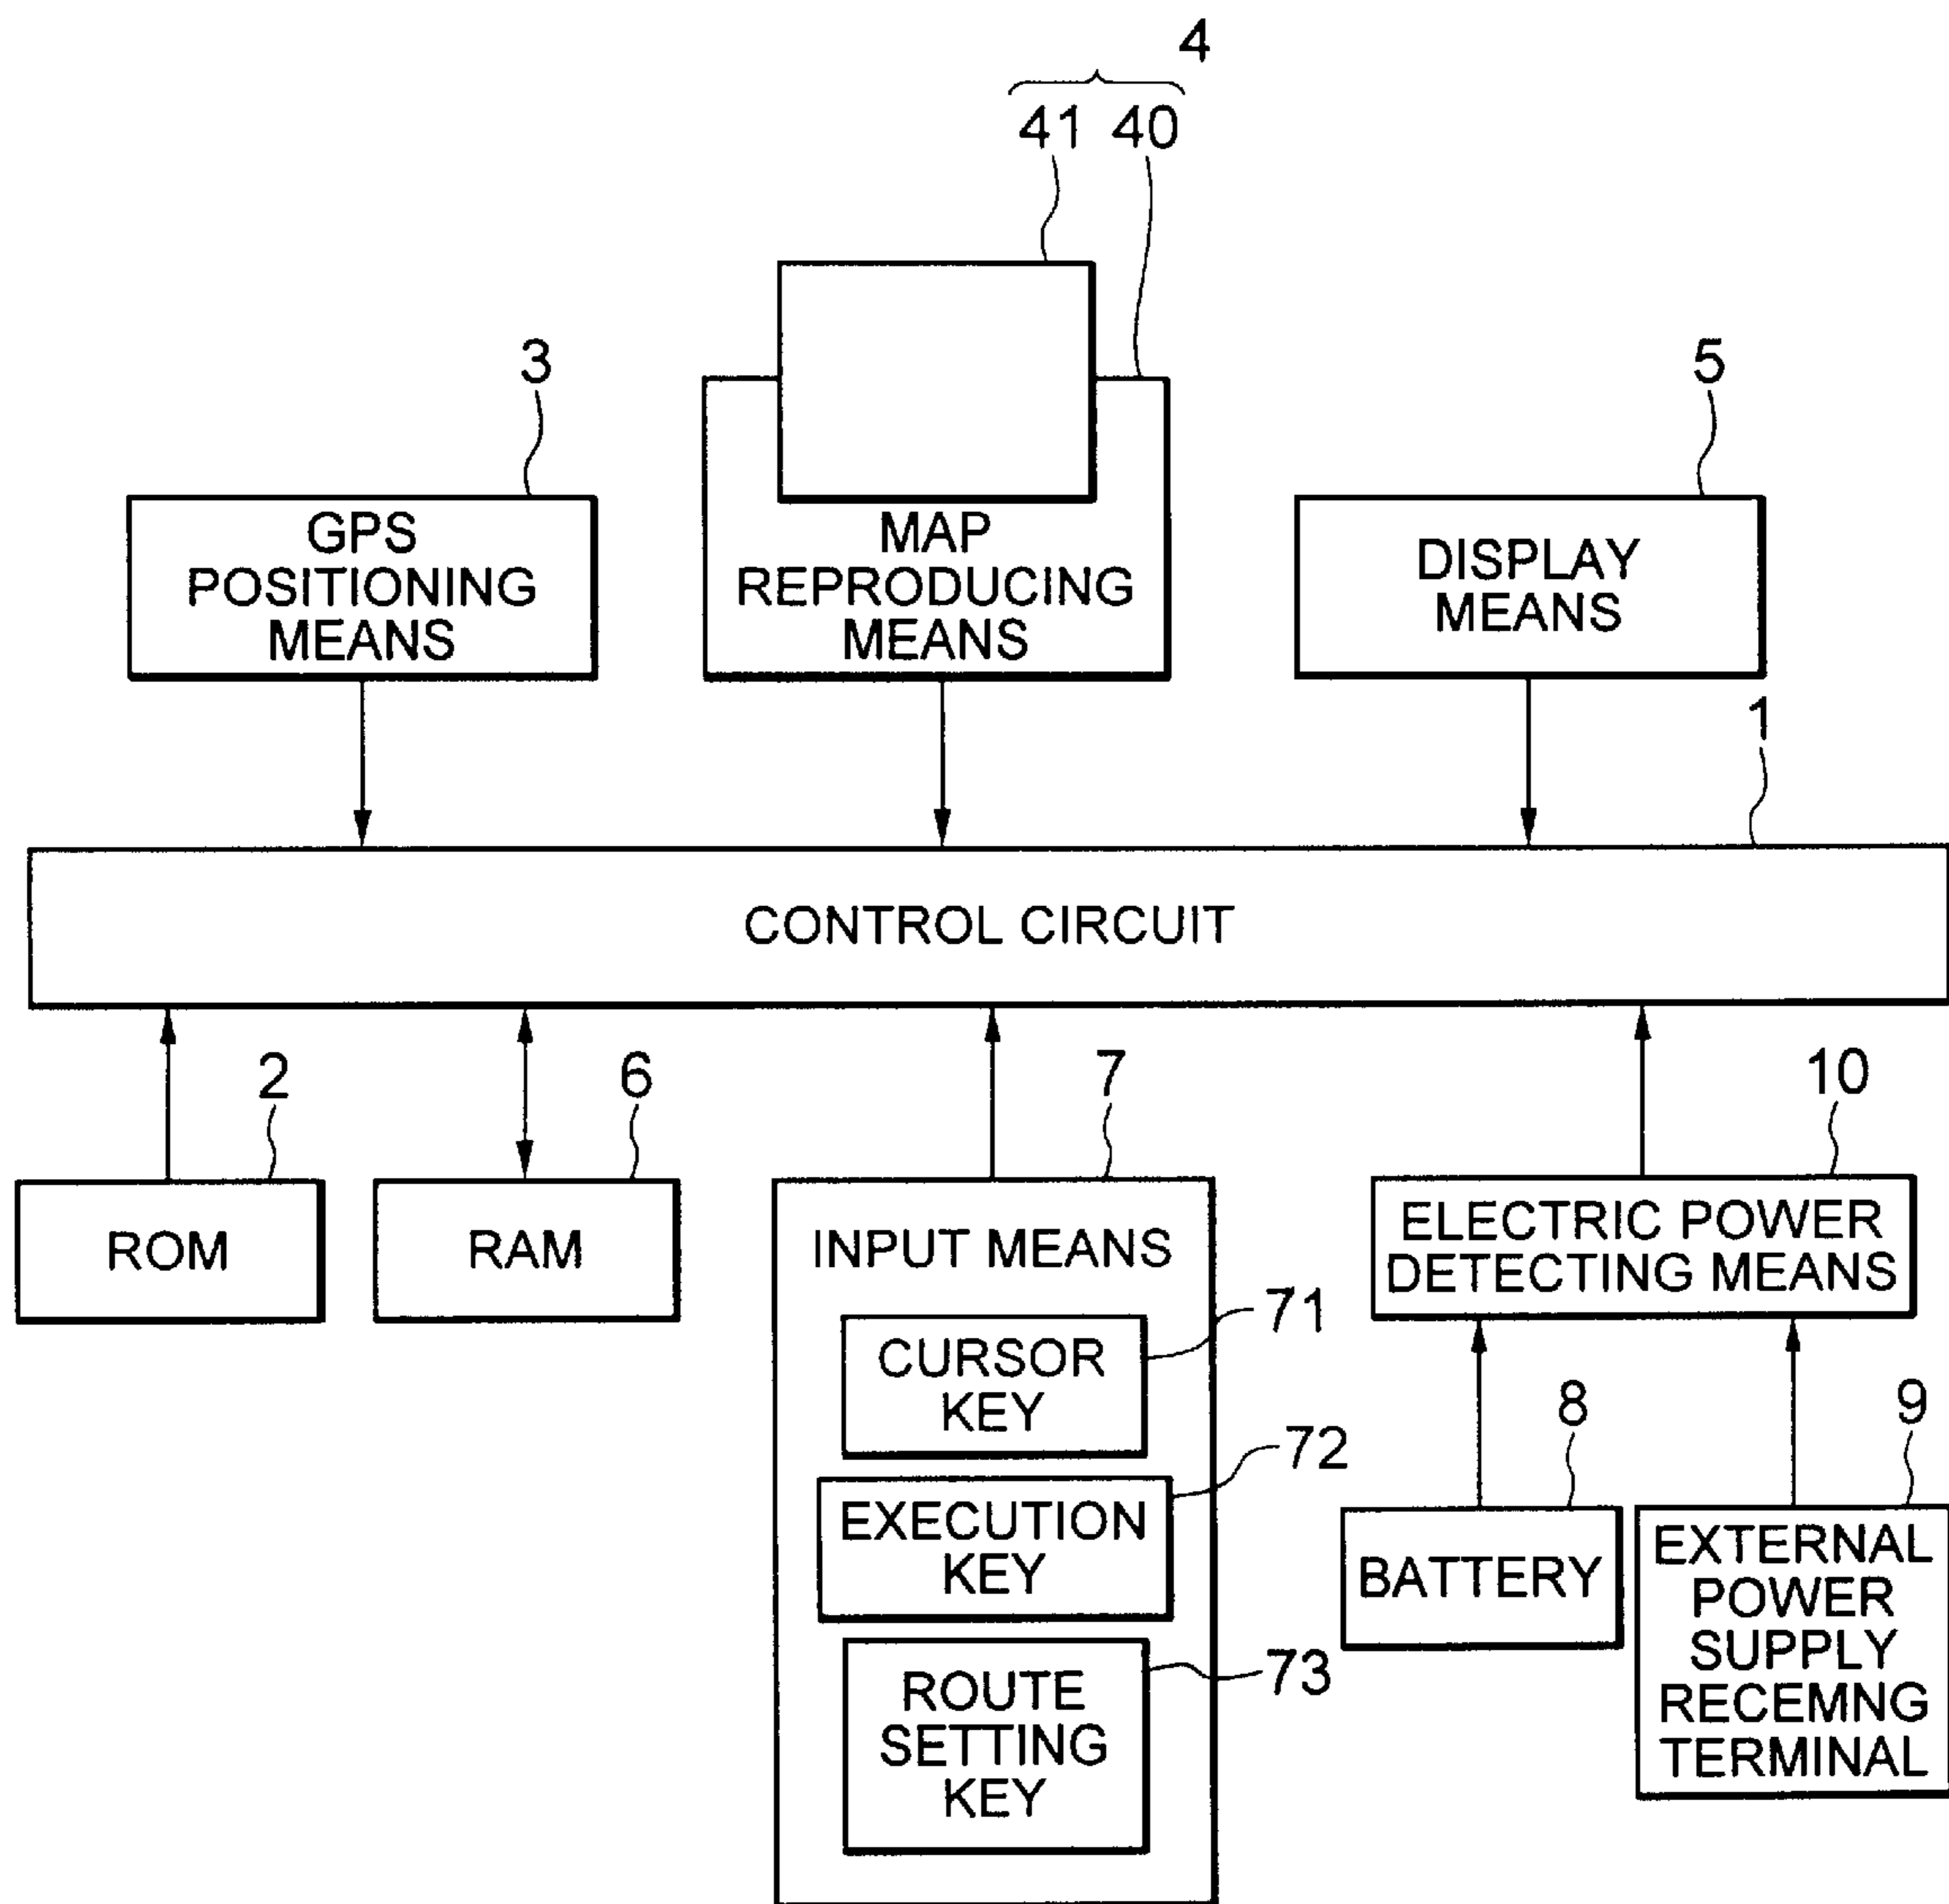 4
41 40
3
5
GPS
POSITIONING
MEANS
MAP
REPRODUCING
MEANS
DISPLAY
MEANS
1
CONTROL CIRCUIT
2
6
7
10
ROM
RAM
INPUT MEANS
ELECTRIC POWER
DETECTING MEANS
71
CURSOR
KEY
72
EXECUTION
KEY
73
ROUTE
SETTING
KEY
8
9
BATTERY
EXTERNAL
POWER
SUPPLY
RECEMNG
TERMINAL